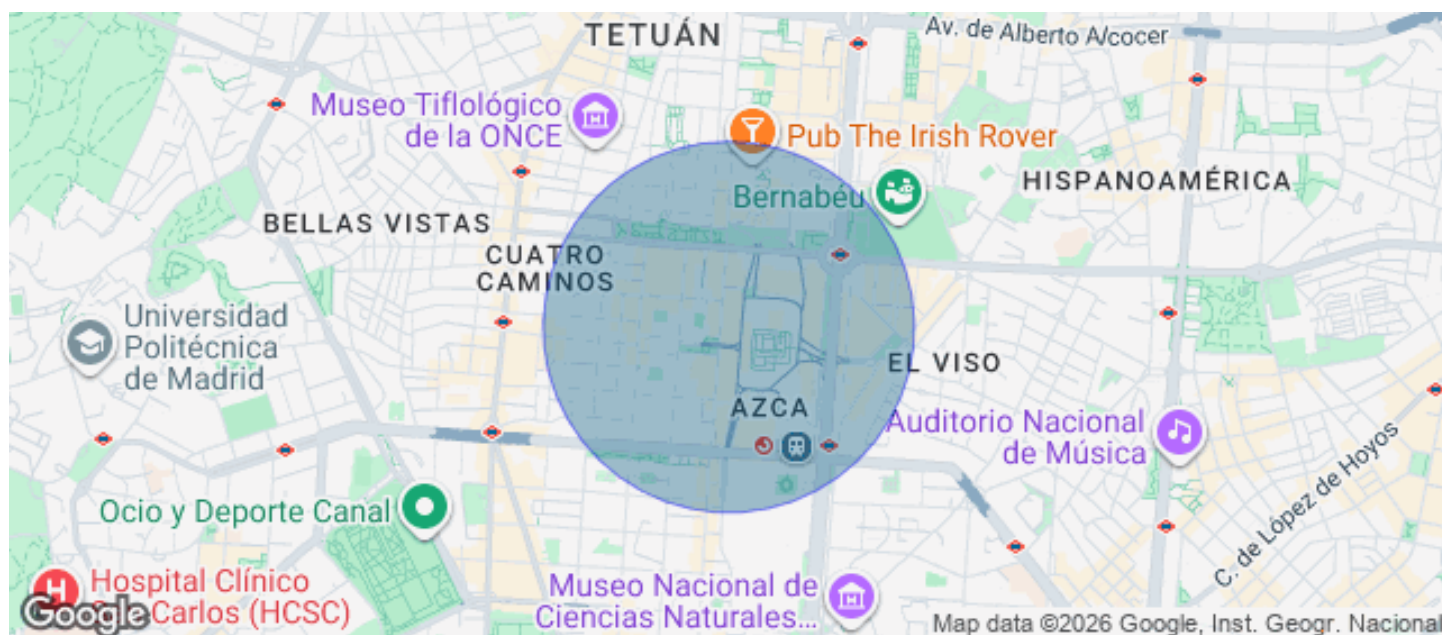 TETUÁN
Av. de Alberto Alcocer
Museo Tiflológico
de la ONCE
Pub The Irish Rover
Bernabéu
HISPANOAMÉRICA
BELLAS VISTAS
CUATRO
CAMINOS
Universidad
Politécnica
de Madrid
EL VISO
AZCA
Auditorio Nacional
de Música
C. de López de Hoyos
Ocio y Deporte Canal
Hospital Clínico
Carlos (HCSC)
Google
Museo Nacional de
Ciencias Naturales...
Map data ©2026 Google, Inst. Geogr. Nacional